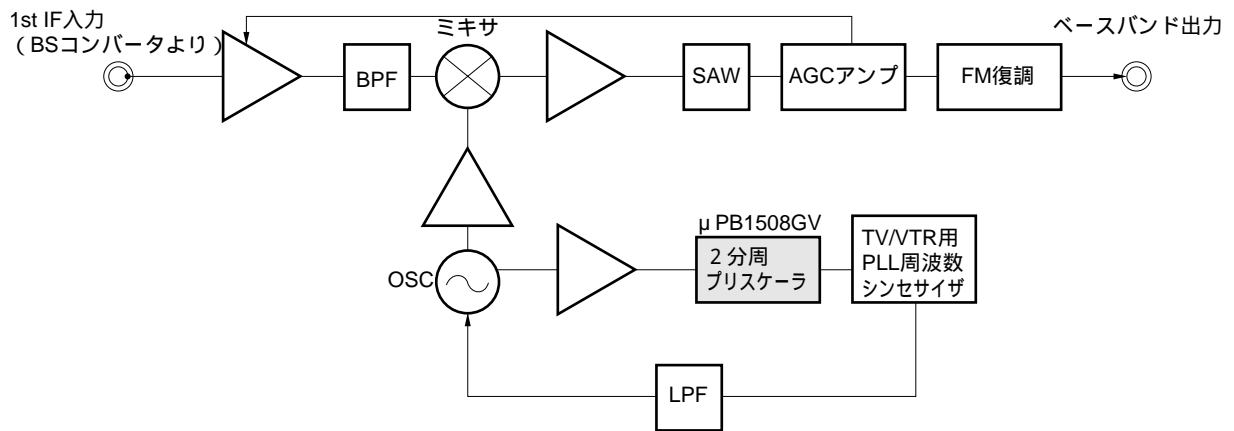 1st IF入力
（BSコンバータより）
ミキサ
ベースバンド出力
BPF
SAW
AGCアンプ
FM復調
μPB1508GV
OSC
2分周
プリスケーラ
TV/VTR用
PLL周波数
シンセサイザ
LPF